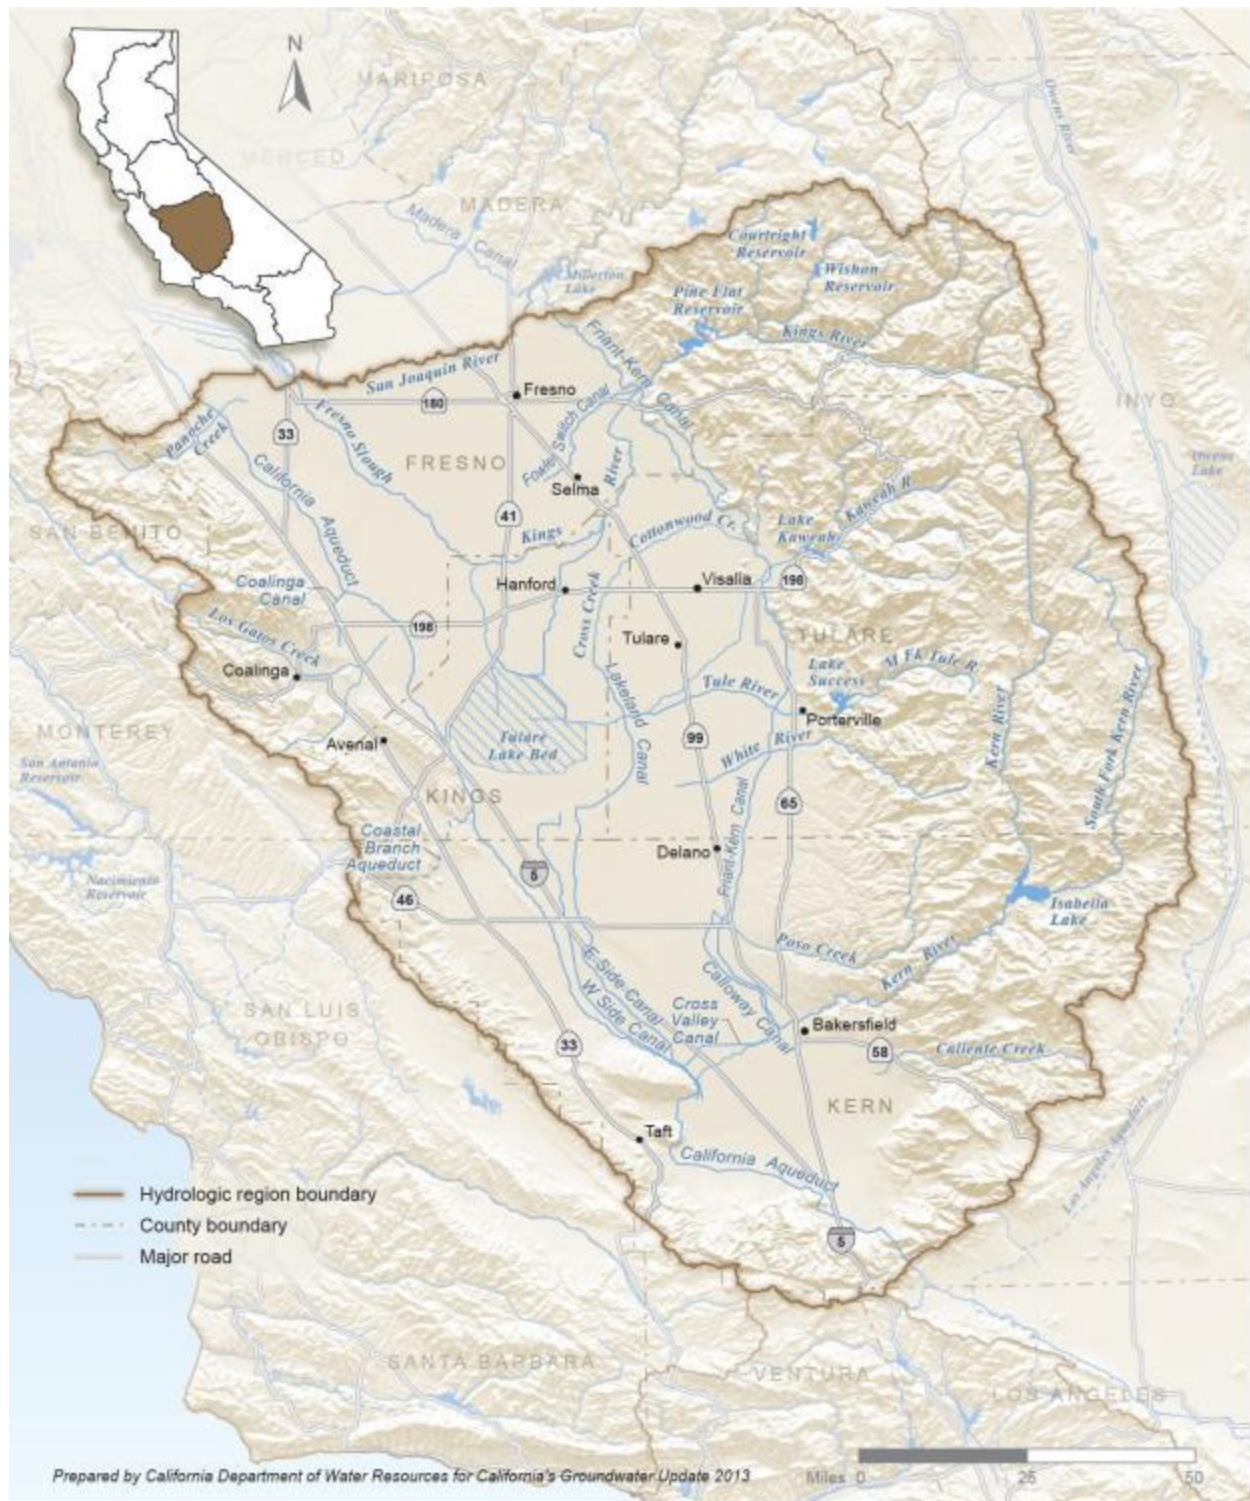 N
MARIPOSA
Owens River
MERCED
MADERA
Madera
Canal
Millerton
Lake
Courtright
Reservoir
Wishon
Reservoir
Pine Flat
Reservoir
Kings River
Friant-Kern
Canal
San Joaquin River
Fresno
180
INYO
Fowler Switch Canal
Panoche
Creek
33
Fresno Slough
FRESNO
California
Aqueduct
Selma
River
Owens
Lake
41
Kings
Cottonwood Cr.
Kaweah R
Lake
Kaweah
SAN BENITO
Coalinga
Canal
Hanford
Visalia
198
Cross Creek
Los Gatos Creek
198
Tulare
TULARE
Coalinga
Lakeland Canal
Tule River
Lake
Success
M Fk Tule R
Porterville
Kern River
South Fork Kern River
MONTEREY
Avenal
Tulare
Lake Bed
99
White River
San Antonio
Reservoir
KINGS
65
Coastal
Branch
Aqueduct
5
Delano
Friant-Kern Canal
Nacimiento
Reservoir
46
Isabella
Lake
Poso Creek
Kern River
E Side Canal
W Side Canal
Calloway Canal
Cross
Valley
Canal
SAN LUIS
OBISPO
Bakersfield
33
58
Caliente Creek
KERN
Taft
California Aqueduct
Los Angeles Aqueduct
Hydrologic region boundary
County boundary
Major road
5
SANTA BARBARA
VENTURA
LOS ANGELES
Prepared by California Department of Water Resources for California's Groundwater Update 2013
Miles 0 25 50